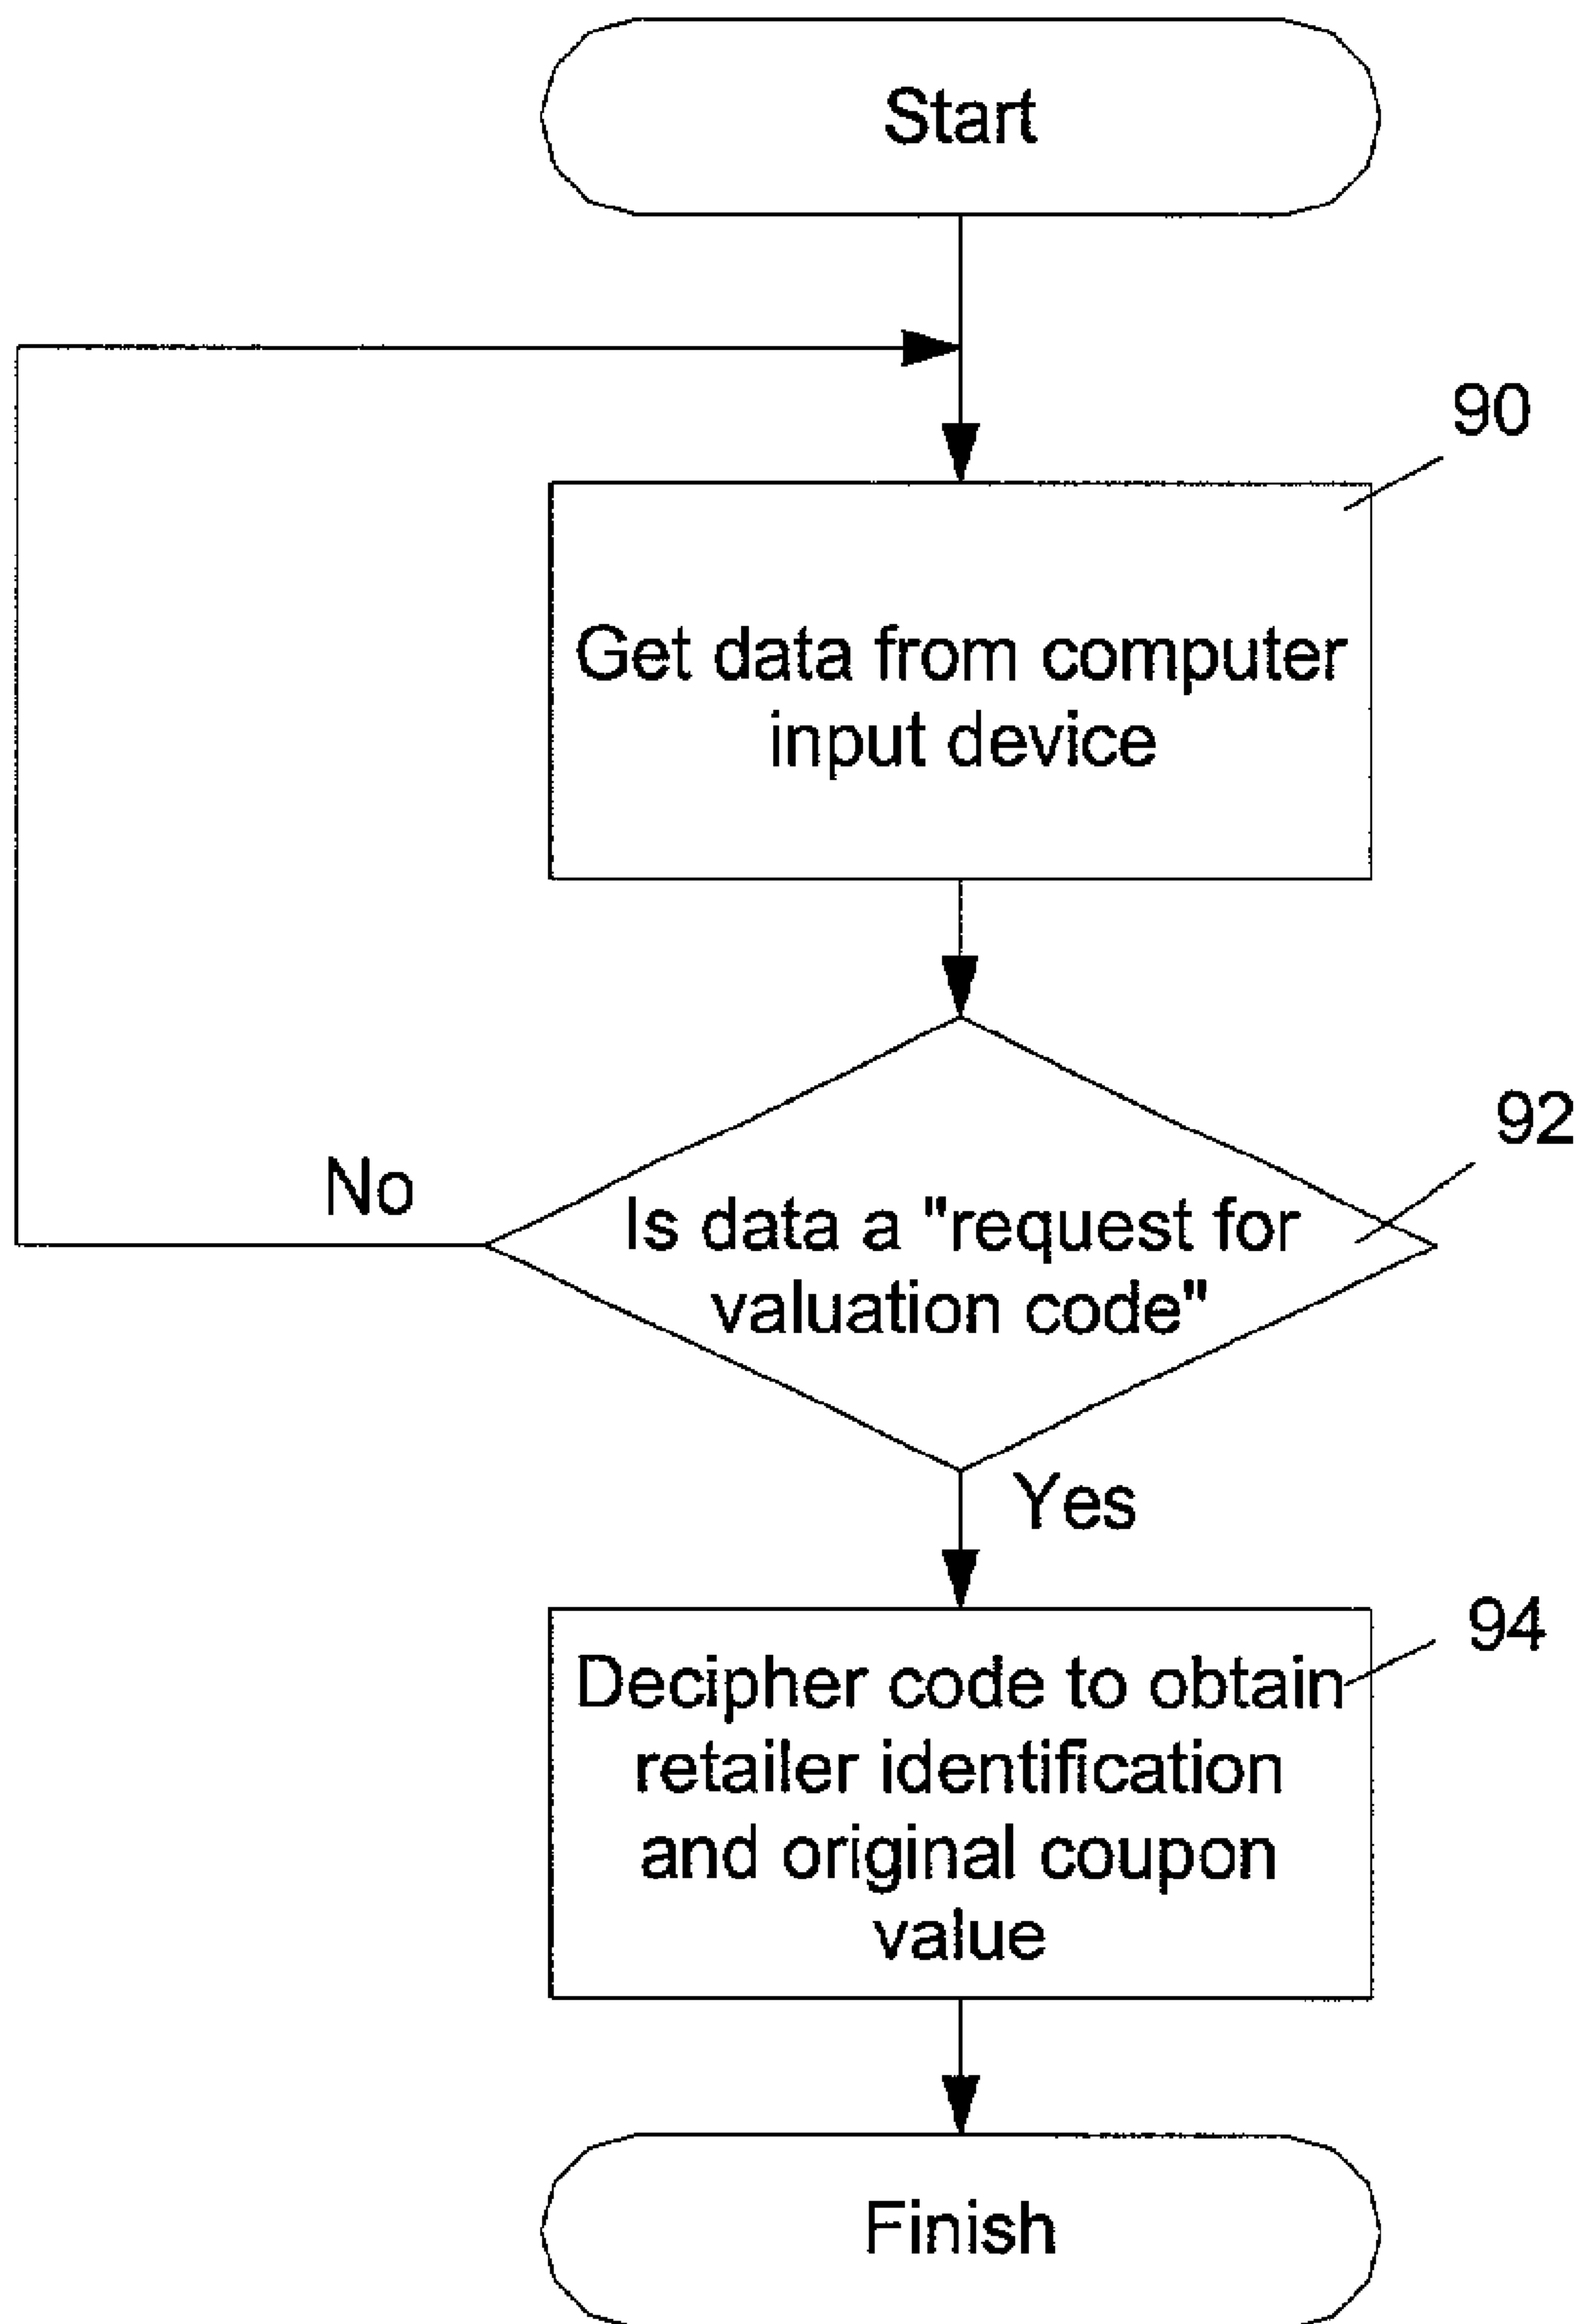 Start
90
Get data from computer
input device
92
No
Is data a "request for
valuation code"
Yes
94
Decipher code to obtain
retailer identification
and original coupon
value
Finish